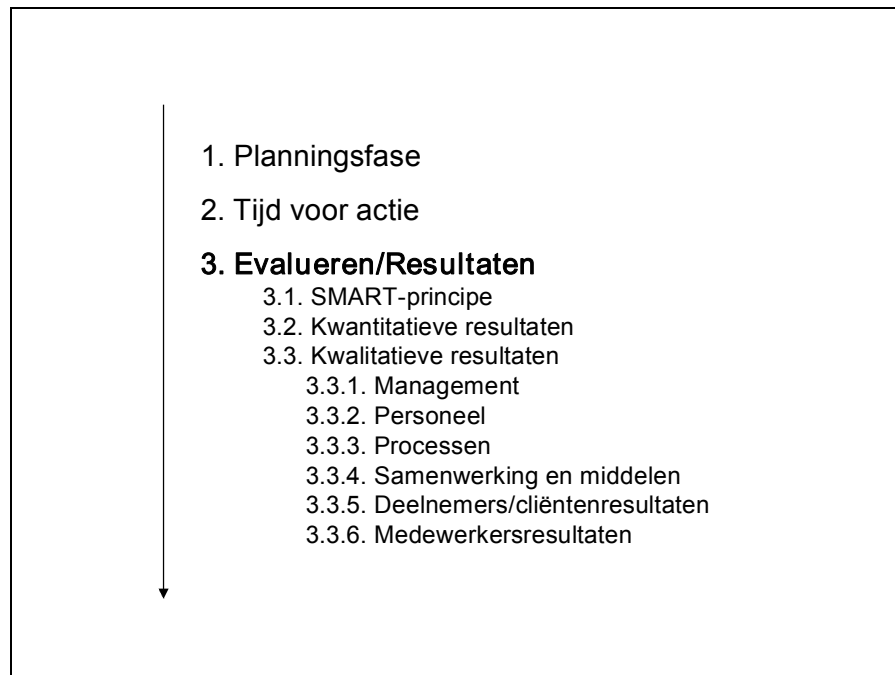 1. Planningsfase
2. Tijd voor actie
3. Evalueren/Resultaten
3.1. SMART-principe
3.2. Kwantitatieve resultaten
3.3. Kwalitatieve resultaten
3.3.1. Management
3.3.2. Personeel
3.3.3. Processen
3.3.4. Samenwerking en middelen
3.3.5. Deelnemers/cliëntenresultaten
3.3.6. Medewerkersresultaten